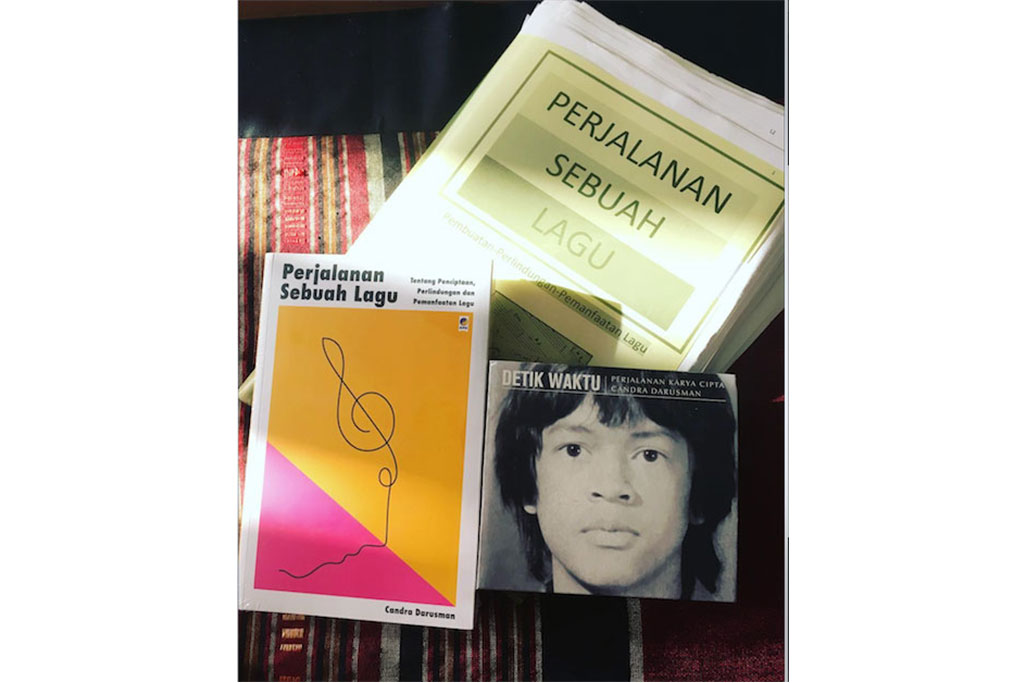 PERJALANAN
SEBUAH
LAGU
Pembuatan-Perlindungan-Pemanfaatan Lagu
Perjalanan
Sebuah Lagu
Tentang Penciptaan,
Perlindungan dan
Pemanfaatan Lagu
Candra Darusman
DETIK WAKTU
PERJALANAN KARYA CIPTA
CANDRA DARUSMAN